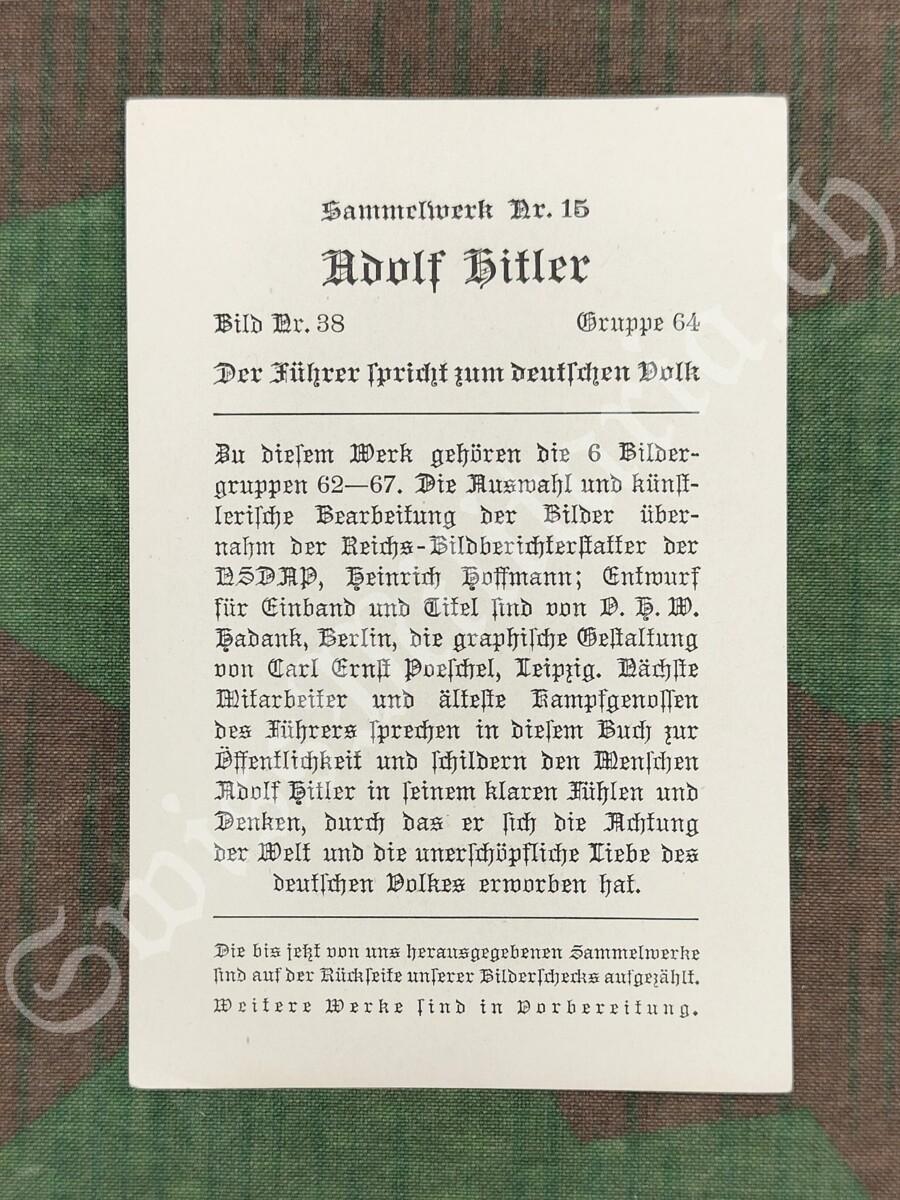 Sammelwerk Nr. 15
Adolf Hitler
Bild Nr. 38 Gruppe 64
Der Führer spricht zum deutschen Volk
Zu diesem Werk gehören die 6 Bilder-
gruppen 62—67. Die Auswahl und künst-
lerische Bearbeitung der Bilder über-
nahm der Reichs-Bildberichterstatter der
NSDAP, Heinrich Hoffmann; Entwurf
für Einband und Titel sind von O. H. W.
Hadank, Berlin, die graphische Gestaltung
von Carl Ernst Poeschel, Leipzig. Nächste
Mitarbeiter und älteste Kampfgenossen
des Führers sprechen in diesem Buch zur
Öffentlichkeit und schildern den Menschen
Adolf Hitler in seinem klaren Fühlen und
Denken, durch das er sich die Achtung
der Welt und die unerschöpfliche Liebe des
deutschen Volkes erworben hat.
Die bis jetzt von uns herausgegebenen Sammelwerke
sind auf der Rückseite unserer Bilderschecks aufgezählt.
Weitere Werke sind in Vorbereitung.